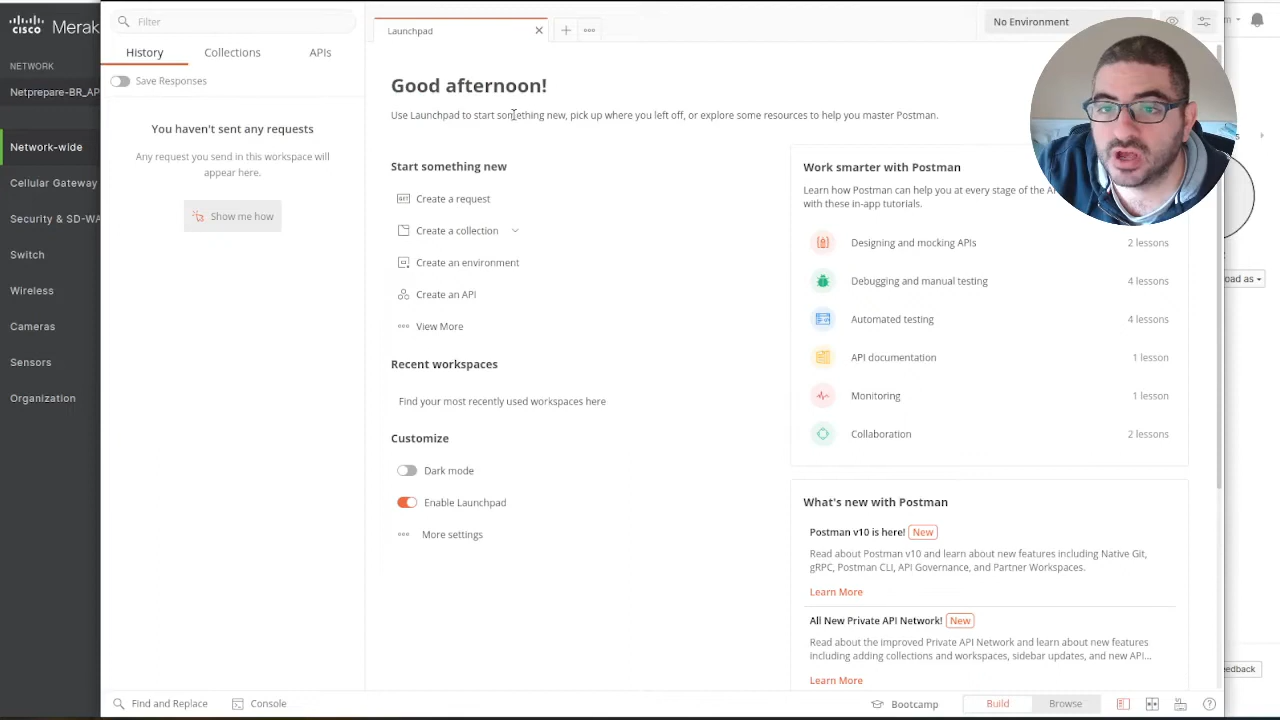 cisco Merak
NETWORK
Netprepare-BR_AP
Network-wide
Cellular Gateway
Security & SD-WA
Switch
Wireless
Cameras
Sensors
Organization
Filter
History Collections APIs
Save Responses
You haven't sent any requests
Any request you send in this workspace will
appear here.
Show me how
Launchpad
No Environment
Good afternoon!
Use Launchpad to start something new, pick up where you left off, or explore some resources to help you master Postman.
Start something new
Create a request
Create a collection
Create an environment
Create an API
View More
Recent workspaces
Find your most recently used workspaces here
Customize
Dark mode
Enable Launchpad
More settings
Work smarter with Postman
Learn how Postman can help you at every stage of the
with these in-app tutorials.
Designing and mocking APIs 2 lessons
Debugging and manual testing 4 lessons
Automated testing 4 lessons
API documentation 1 lesson
Monitoring 1 lesson
Collaboration 2 lessons
What's new with Postman
Postman v10 is here! New
Read about Postman v10 and learn about new features including Native Git,
gRPC, Postman CLI, API Governance, and Partner Workspaces.
Learn More
All New Private API Network! New
Read about the improved Private API Network and learn about new features
including adding collections and workspaces, sidebar updates, and new API...
Learn More
oad as
eedback
Find and Replace Console
Bootcamp Build Browse